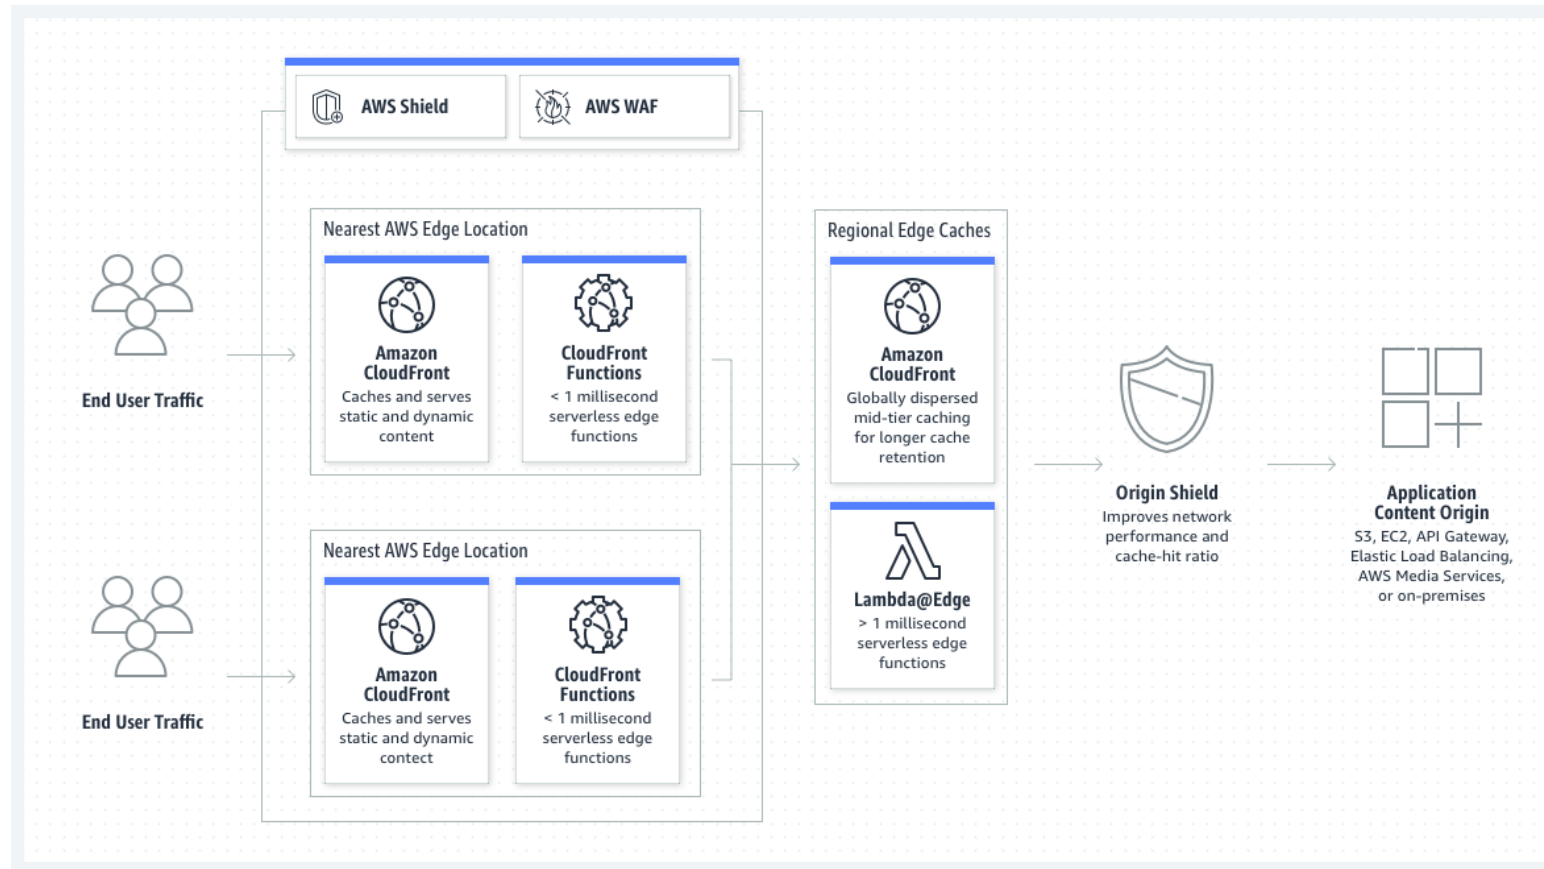 AWS Shield
AWS WAF
Nearest AWS Edge Location
Amazon
CloudFront
Caches and serves
static and dynamic
content
CloudFront
Functions
< 1 millisecond
serverless edge
functions
End User Traffic
Nearest AWS Edge Location
Amazon
CloudFront
Caches and serves
static and dynamic
contect
CloudFront
Functions
< 1 millisecond
serverless edge
functions
End User Traffic
Regional Edge Caches
Amazon
CloudFront
Globally dispersed
mid-tier caching
for longer cache
retention
Lambda@Edge
> 1 millisecond
serverless edge
functions
Origin Shield
Improves network
performance and
cache-hit ratio
Application
Content Origin
S3, EC2, API Gateway,
Elastic Load Balancing,
AWS Media Services,
or on-premises